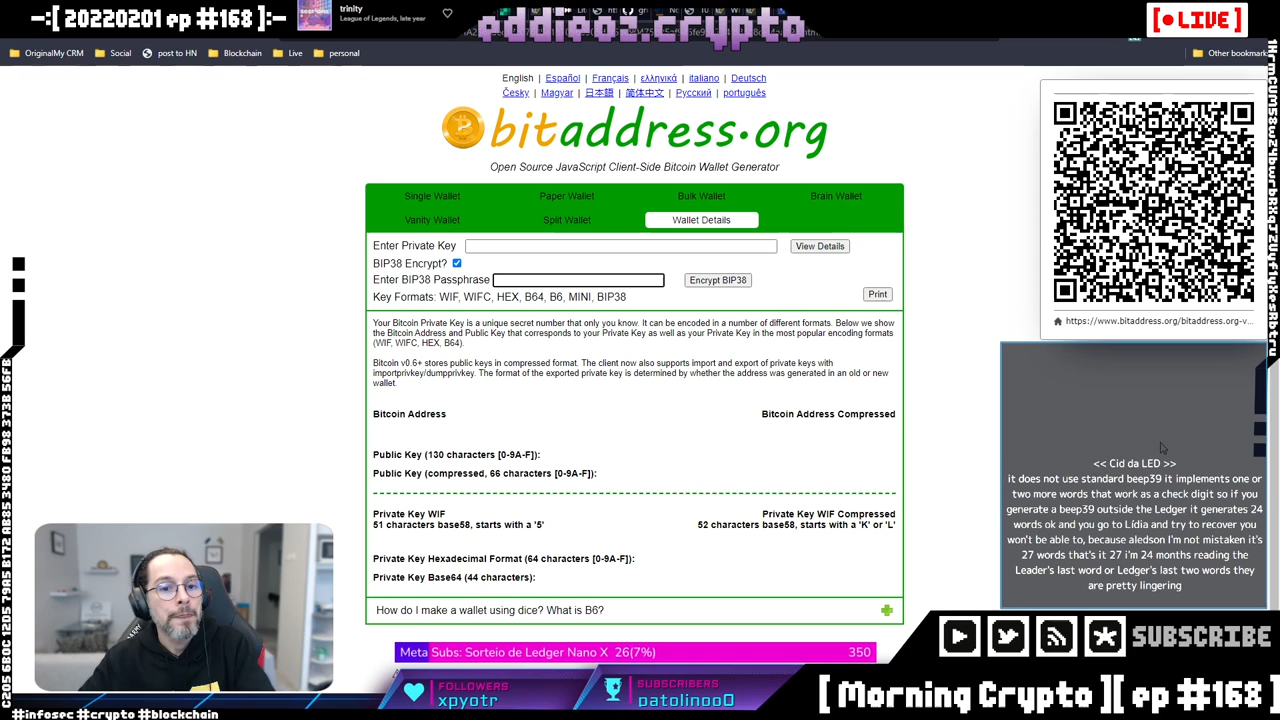 -:[ 20220201 ep #168 ]:-
trinity
League of Legends, late year
eddieoz.crypto
[●LIVE]
OriginalMy CRM
Social
post to HN
Blockchain
Live
personal
Other bookmark
English | Español | Français | ελληνικά | italiano | Deutsch
Česky | Magyar | 日本語 | 简体中文 | Русский | português
bitaddress.org
Open Source JavaScript Client-Side Bitcoin Wallet Generator
Single Wallet
Paper Wallet
Bulk Wallet
Brain Wallet
Vanity Wallet
Split Wallet
Wallet Details
Enter Private Key
View Details
BIP38 Encrypt?
Enter BIP38 Passphrase
Encrypt BIP38
Key Formats: WIF, WIFC, HEX, B64, B6, MINI, BIP38
Print
Your Bitcoin Private Key is a unique secret number that only you know. It can be encoded in a number of different formats. Below we show
the Bitcoin Address and Public Key that corresponds to your Private Key as well as your Private Key in the most popular encoding formats
(WIF, WIFC, HEX, B64).
Bitcoin v0.6+ stores public keys in compressed format. The client now also supports import and export of private keys with
importprivkey/dumpprivkey. The format of the exported private key is determined by whether the address was generated in an old or new
wallet.
Bitcoin Address
Bitcoin Address Compressed
Public Key (130 characters [0-9A-F]):
Public Key (compressed, 66 characters [0-9A-F]):
Private Key WIF
51 characters base58, starts with a '5'
Private Key WIF Compressed
52 characters base58, starts with a 'K' or 'L'
Private Key Hexadecimal Format (64 characters [0-9A-F]):
Private Key Base64 (44 characters):
How do I make a wallet using dice? What is B6?
https://www.bitaddress.org/bitaddress.org-v...
<< Cid da LED >>
it does not use standard beep39 it implements one or
two more words that work as a check digit so if you
generate a beep39 outside the Ledger it generates 24
words ok and you go to Lídia and try to recover you
won't be able to, because aledson I'm not mistaken it's
27 words that's it 27 i'm 24 months reading the
Leader's last word or Ledger's last two words they
are pretty lingering
Meta Subs: Sorteio de Ledger Nano X 26(7%) 350
FOLLOWERS
xpyotr
SUBSCRIBERS
patolinoo0
SUBSCRIBE
[ Morning Crypto ][ ep #168 ]
#infosec #crypto #blockchain